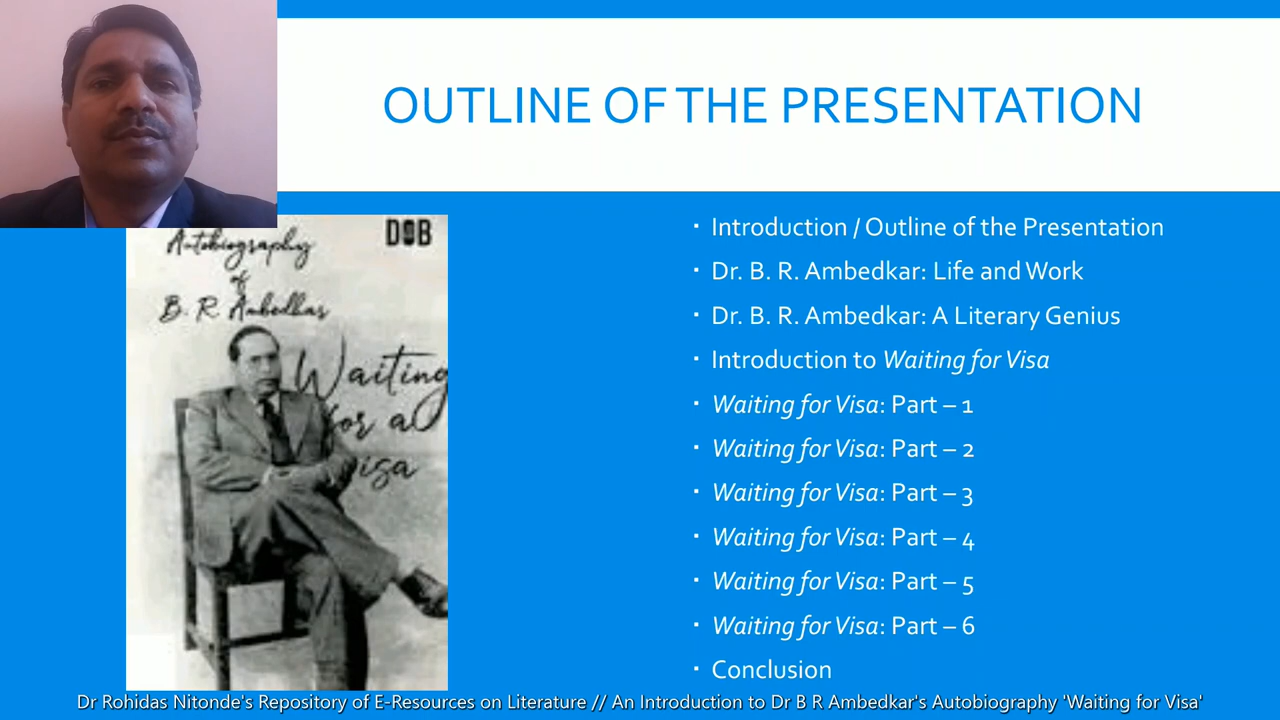 OUTLINE OF THE PRESENTATION
Autobiography
of
B. R. Ambedkar
DOB
Waiting
for a
Visa
▪ Introduction / Outline of the Presentation
▪ Dr. B. R. Ambedkar: Life and Work
▪ Dr. B. R. Ambedkar: A Literary Genius
▪ Introduction to Waiting for Visa
▪ Waiting for Visa: Part – 1
▪ Waiting for Visa: Part – 2
▪ Waiting for Visa: Part – 3
▪ Waiting for Visa: Part – 4
▪ Waiting for Visa: Part – 5
▪ Waiting for Visa: Part – 6
▪ Conclusion
Dr Rohidas Nitonde's Repository of E-Resources on Literature // An Introduction to Dr B R Ambedkar's Autobiography 'Waiting for Visa'